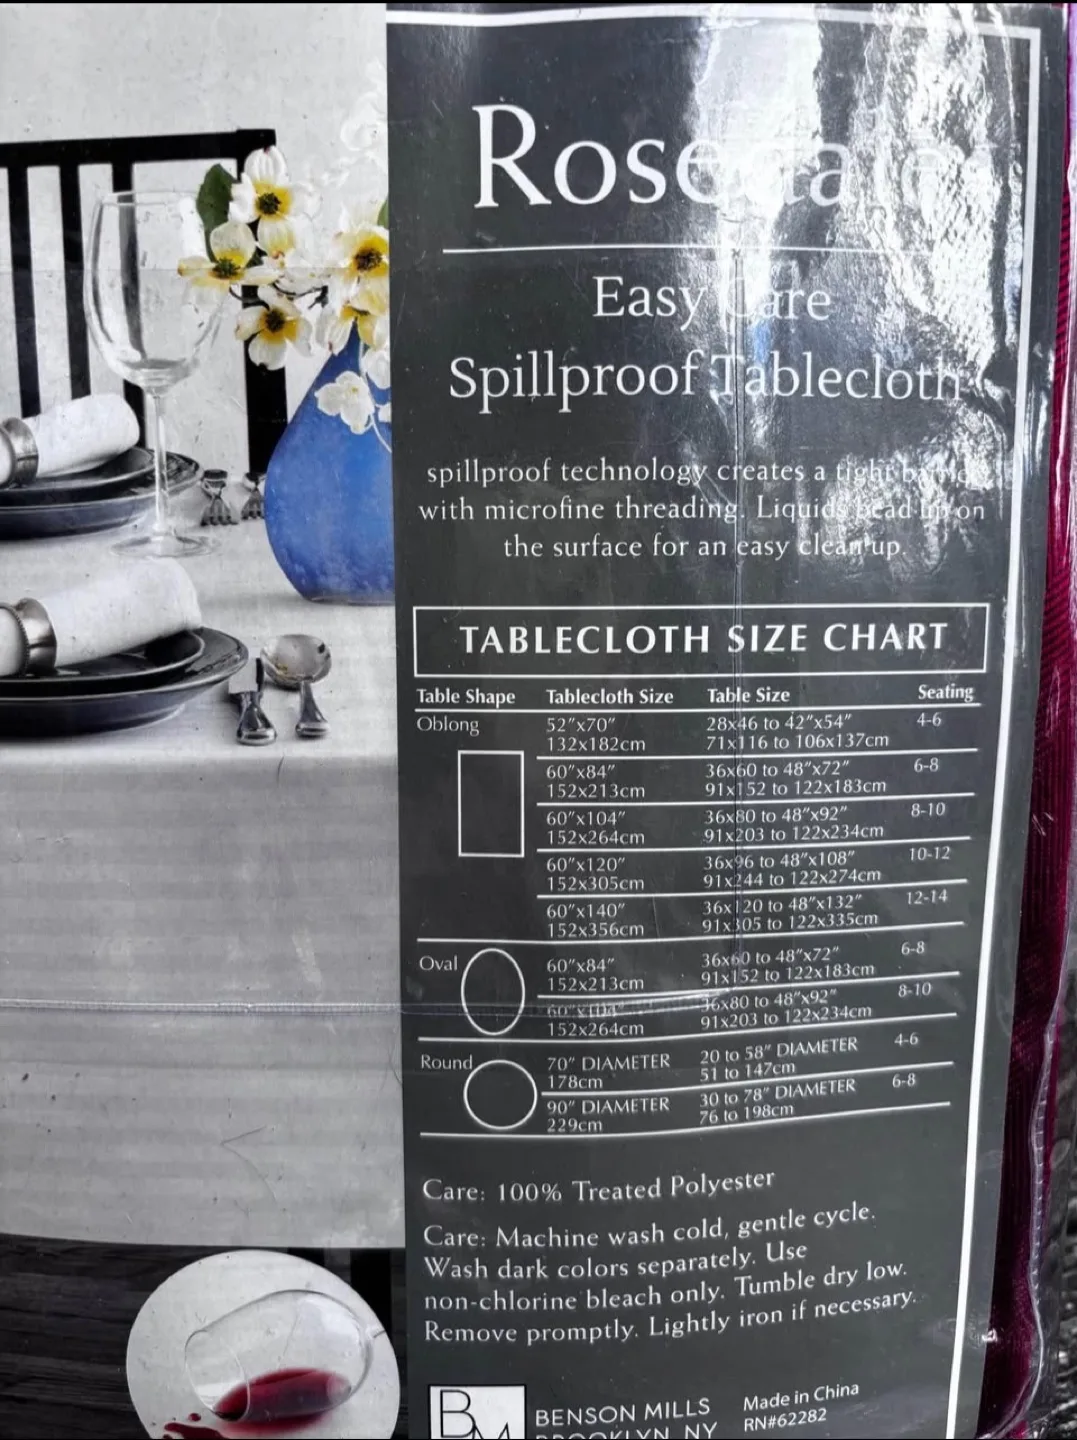 Easy Care
Spillproof Tablecloth
spillproof technology creates a tight
with microfine threading. Liquids bead up on
the surface for an easy clean up.
TABLECLOTH SIZE CHART
Table Shape Tablecloth Size Table Size Seating
Oblong 52"x70" 28x46 to 42"x54" 4-6
132x182cm 71x116 to 106x137cm
60"x84" 36x60 to 48"x72" 6-8
152x213cm 91x152 to 122x183cm
60"x104" 36x80 to 48"x92" 8-10
152x264cm 91x203 to 122x234cm
60"x120" 36x96 to 48"x108" 10-12
152x305cm 91x244 to 122x274cm
60"x140" 36x120 to 48"x132" 12-14
152x356cm 91x305 to 122x335cm
Oval 60"x84" 36x60 to 48"x72" 6-8
152x213cm 91x152 to 122x183cm
60"x104" 36x80 to 48"x92" 8-10
152x264cm 91x203 to 122x234cm
Round 70" DIAMETER 20 to 58" DIAMETER 4-6
178cm 51 to 147cm
90" DIAMETER 30 to 78" DIAMETER 6-8
229cm 76 to 198cm
Care: 100% Treated Polyester
Care: Machine wash cold, gentle cycle.
Wash dark colors separately. Use
non-chlorine bleach only. Tumble dry low.
Remove promptly. Lightly iron if necessary.
BM
BENSON MILLS Made in China
BROOKLYN, NY RN#62282